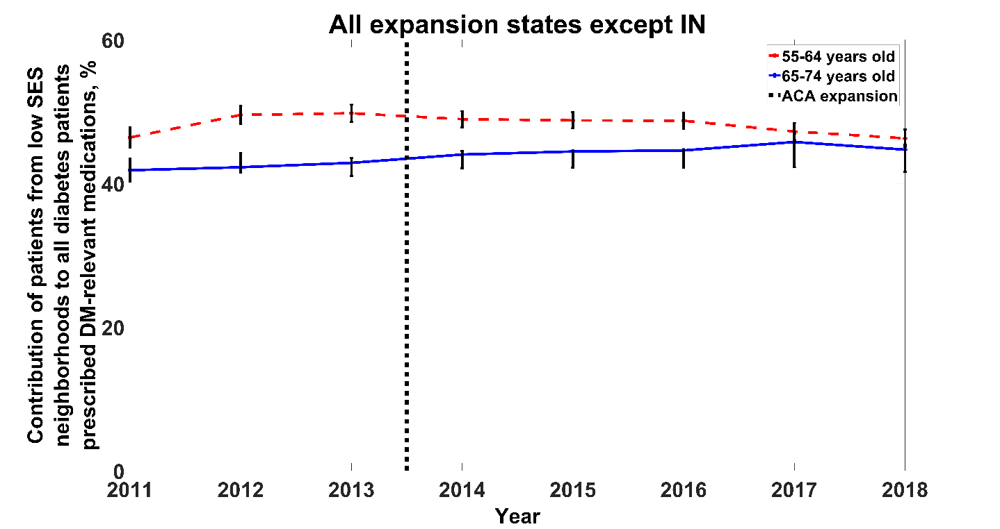 All expansion states except IN
Contribution of patients from low SES
neighborhoods to all diabetes patients
prescribed DM-relevant medications, %
60
40
20
0
55-64 years old
65-74 years old
ACA expansion
2011 2012 2013 2014 2015 2016 2017 2018
Year